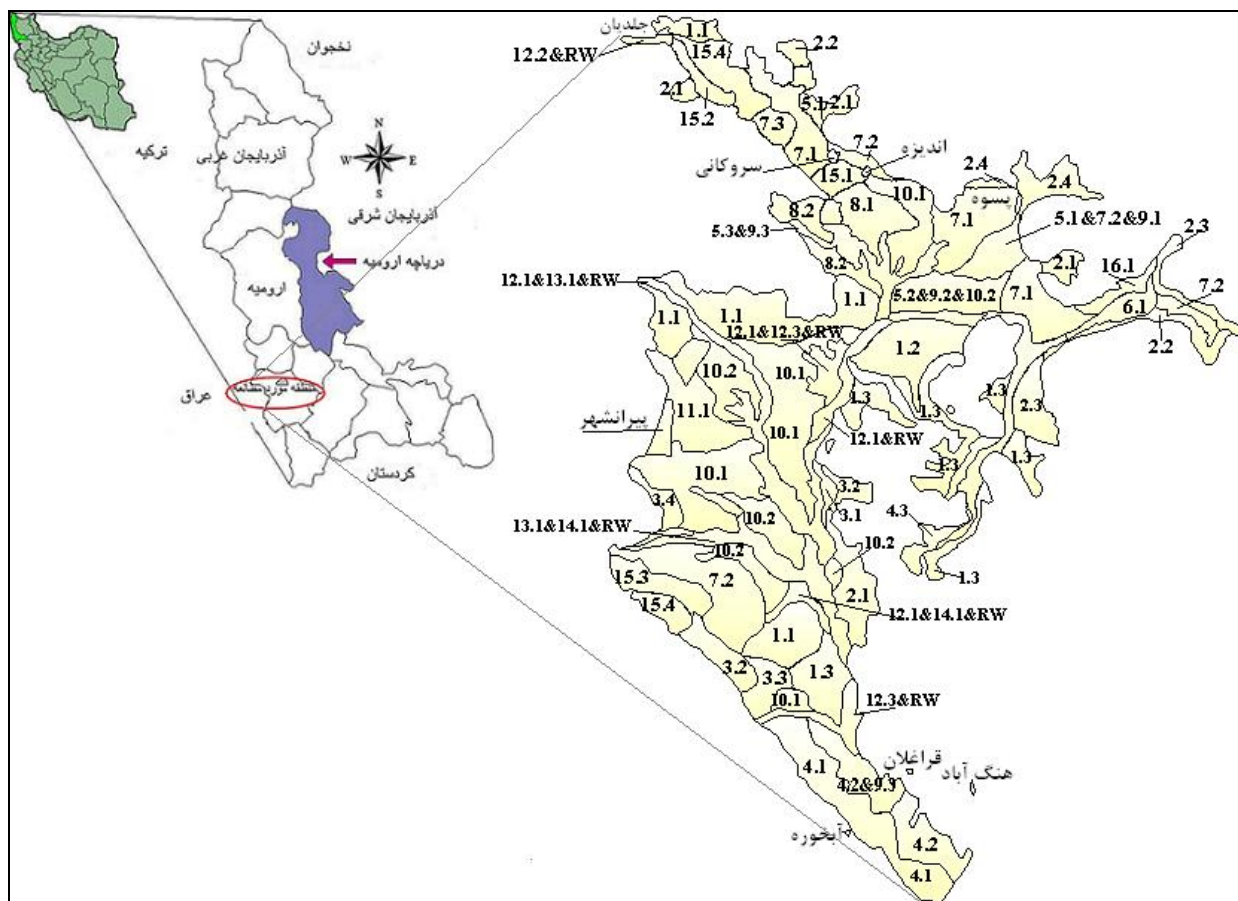 نخجوان
ترکیه
آذربایجان غربی
N
W
E
S
آذربایجان شرقی
دریاچه ارومیه
ارومیه
عراق
منطقه مورد مطالعه
کردستان
جلدیان
1.1
12.2&RW
15.4
2.2
2.1
15.2
5.1
2.1
7.3
7.2
اندیزه
7.1
سروکانی
15.1
10.1
2.4
پسوه
2.4
8.2
8.1
7.1
5.1&7.2&9.1
5.3&9.3
2.3
8.2
2.1
16.1
12.1&13.1&RW
1.1
5.2&9.2&10.2
7.1
6.1
7.2
1.1
1.1
12.1&12.3&RW
2.2
1.2
10.2
10.1
1.3
1.3
1.3
2.3
پیرانشهر
11.1
12.1&RW
10.1
1.3
1.3
10.1
3.2
3.4
3.1
4.3
10.2
13.1&14.1&RW
10.2
10.2
1.3
15.3
7.2
2.1
15.4
12.1&14.1&RW
1.1
3.2
3.3
1.3
10.1
12.3&RW
قراغلان
هنگ آباد
4.1
4.2&9.3
آبخوره
4.2
4.1